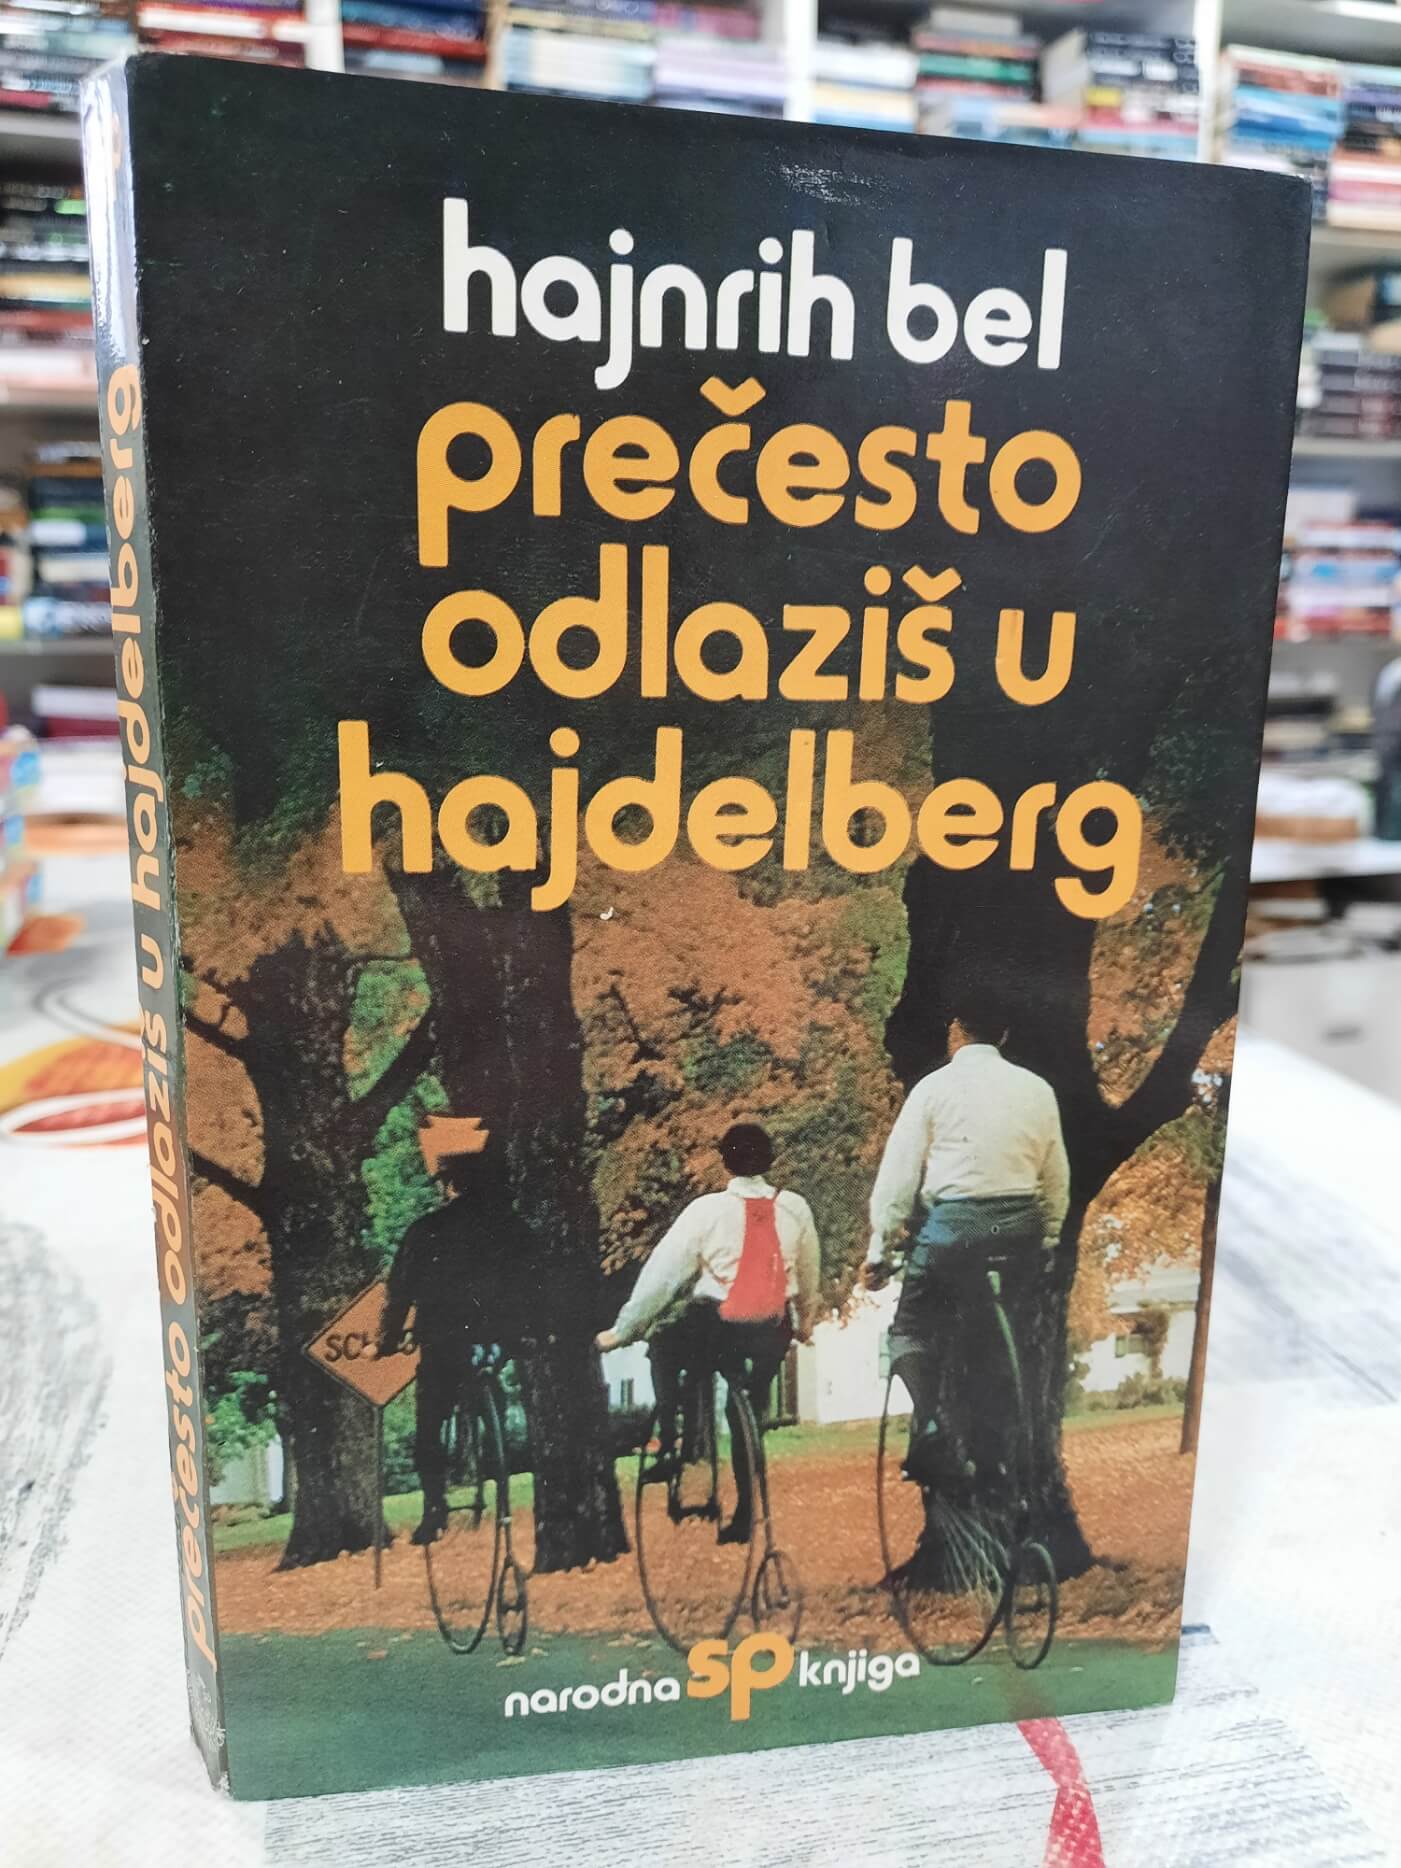 hajnrih bel
prečesto
odlaziš u
hajdelberg
narodna sp knjiga
prečesto odlaziš u hajdelberg